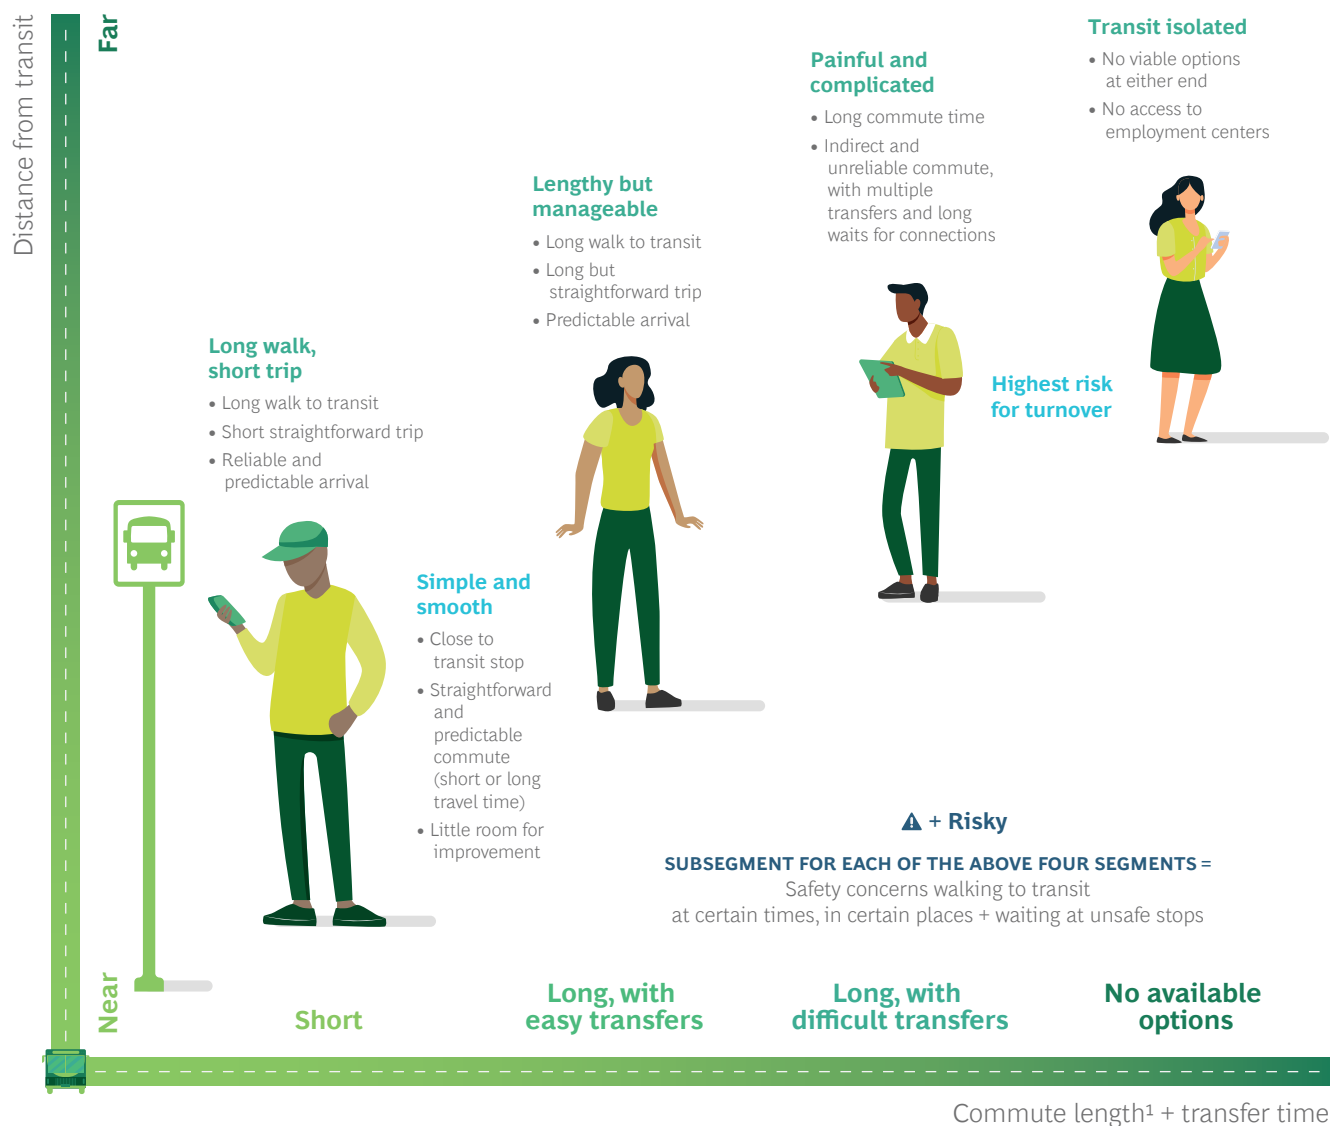 Distance from transit
Far
Near
Transit isolated
• No viable options
at either end
• No access to
employment centers
Painful and
complicated
• Long commute time
• Indirect and
unreliable commute,
with multiple
transfers and long
waits for connections
Lengthy but
manageable
• Long walk to transit
• Long but
straightforward trip
• Predictable arrival
Long walk,
short trip
• Long walk to transit
• Short straightforward trip
• Reliable and
predictable arrival
Highest risk
for turnover
Simple and
smooth
• Close to
transit stop
• Straightforward
and
predictable
commute
(short or long
travel time)
• Little room for
improvement
+ Risky
SUBSEGMENT FOR EACH OF THE ABOVE FOUR SEGMENTS =
Safety concerns walking to transit
at certain times, in certain places + waiting at unsafe stops
Short
Long, with
easy transfers
Long, with
difficult transfers
No available
options
Commute length¹ + transfer time